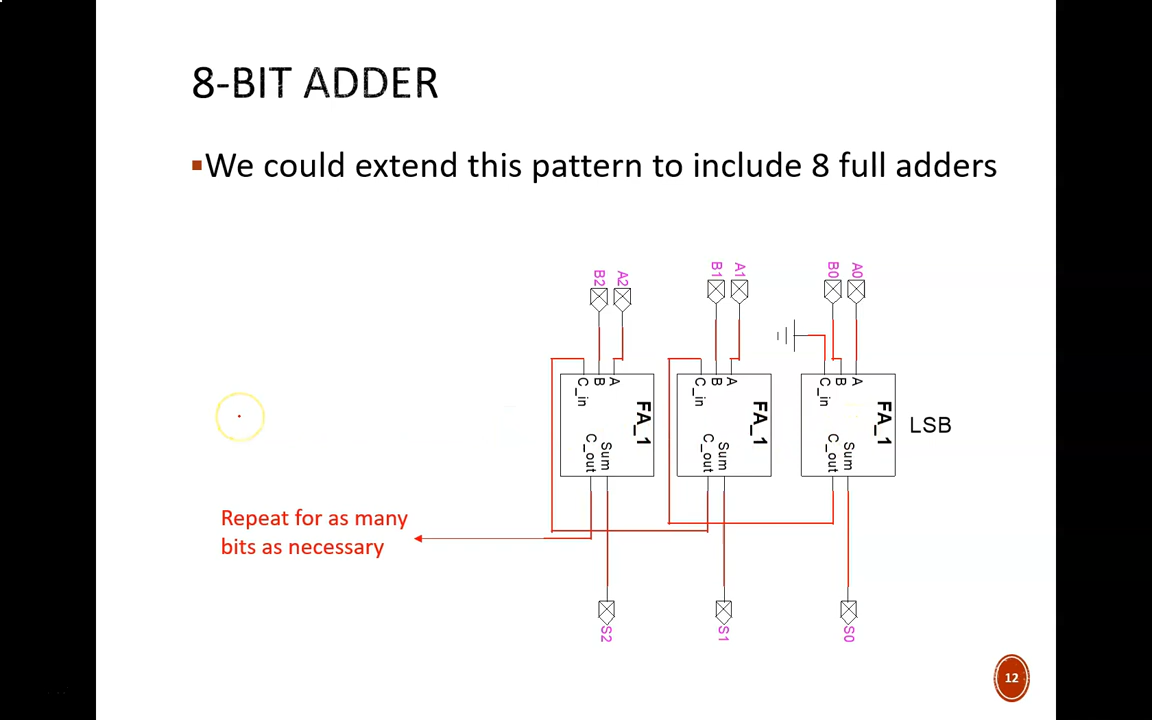 8-BIT ADDER
▪We could extend this pattern to include 8 full adders
B2 A2 B1 A1 B0 A0
C_in B A FA_1 C_out Sum
C_in B A FA_1 C_out Sum
C_in B A FA_1 C_out Sum
LSB
Repeat for as many
bits as necessary
S2 S1 S0
12